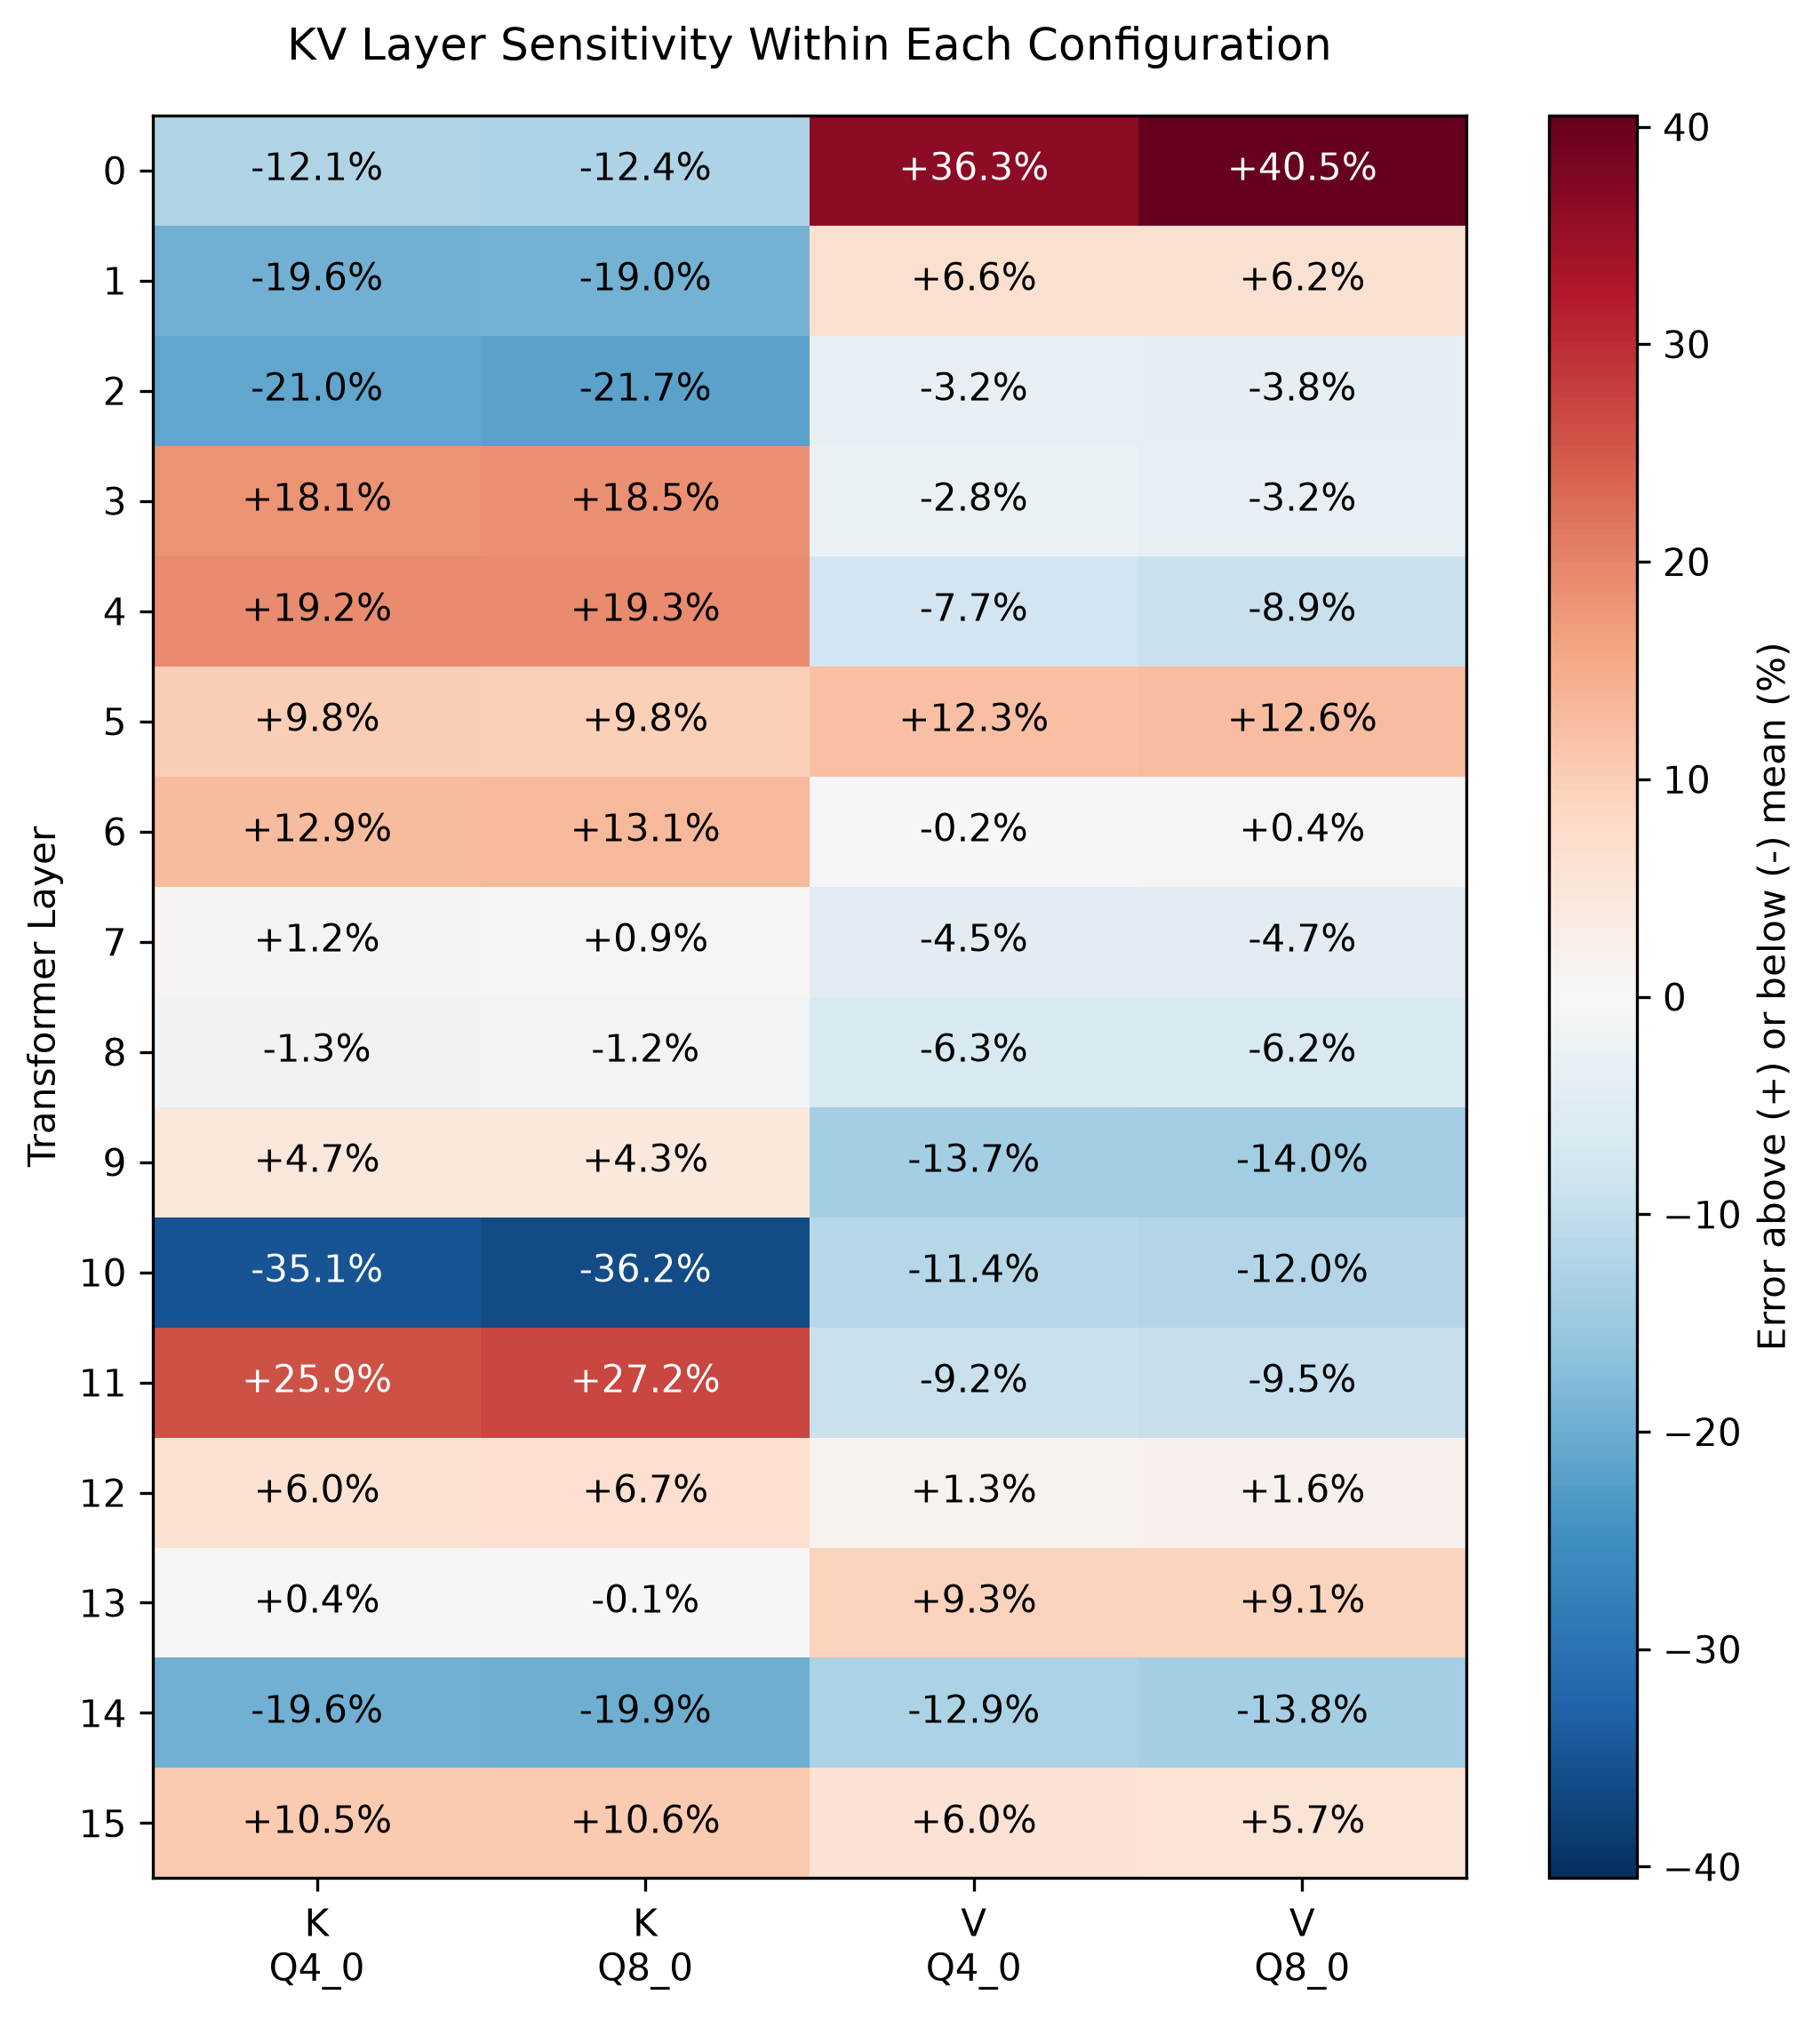 KV Layer Sensitivity Within Each Configuration
0 -12.1% -12.4% +36.3% +40.5%
1 -19.6% -19.0% +6.6% +6.2%
2 -21.0% -21.7% -3.2% -3.8%
3 +18.1% +18.5% -2.8% -3.2%
4 +19.2% +19.3% -7.7% -8.9%
5 +9.8% +9.8% +12.3% +12.6%
6 +12.9% +13.1% -0.2% +0.4%
7 +1.2% +0.9% -4.5% -4.7%
8 -1.3% -1.2% -6.3% -6.2%
9 +4.7% +4.3% -13.7% -14.0%
10 -35.1% -36.2% -11.4% -12.0%
11 +25.9% +27.2% -9.2% -9.5%
12 +6.0% +6.7% +1.3% +1.6%
13 +0.4% -0.1% +9.3% +9.1%
14 -19.6% -19.9% -12.9% -13.8%
15 +10.5% +10.6% +6.0% +5.7%
K K V V
Q4_0 Q8_0 Q4_0 Q8_0
Transformer Layer
40
30
20
10
0
−10
−20
−30
−40
Error above (+) or below (-) mean (%)